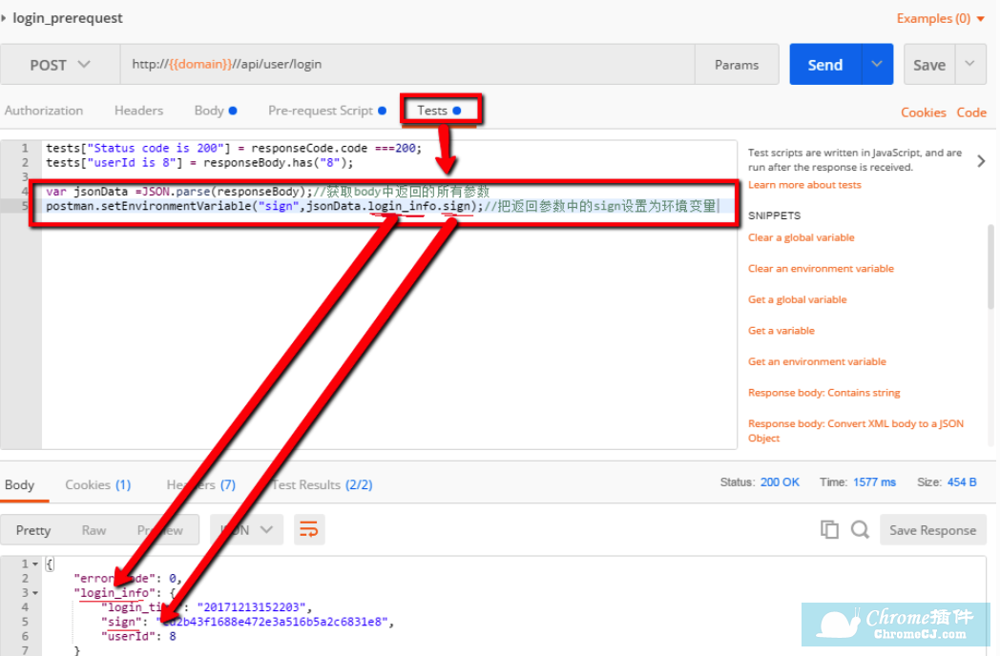 login_prerequest
Examples (0)
POST
http://{{domain}}//api/user/login
Params
Send
Save
Authorization
Headers
Body
Pre-request Script
Tests
Cookies
Code
1 tests["Status code is 200"] = responseCode.code ===200;
2 tests["userId is 8"] = responseBody.has("8");
3
4 var jsonData =JSON.parse(responseBody);//获取body中返回的所有参数
5 postman.setEnvironmentVariable("sign",jsonData.login_info.sign);//把返回参数中的sign设置为环境变量
Test scripts are written in JavaScript, and are
run after the response is received.
Learn more about tests
SNIPPETS
Clear a global variable
Clear an environment variable
Get a global variable
Get a variable
Get an environment variable
Response body: Contains string
Response body: Convert XML body to a JSON
Object
Body
Cookies (1)
Headers (7)
Test Results (2/2)
Status: 200 OK
Time: 1577 ms
Size: 454 B
Pretty
Raw
Preview
JSON
Save Response
1 {
2 "error_code": 0,
3 "login_info": {
4 "login_time": "20171213152203",
5 "sign": "d2b43f1688e472e3a516b5a2c6831e8",
6 "userId": 8
7 }
Chrome插件
ChromeCJ.com